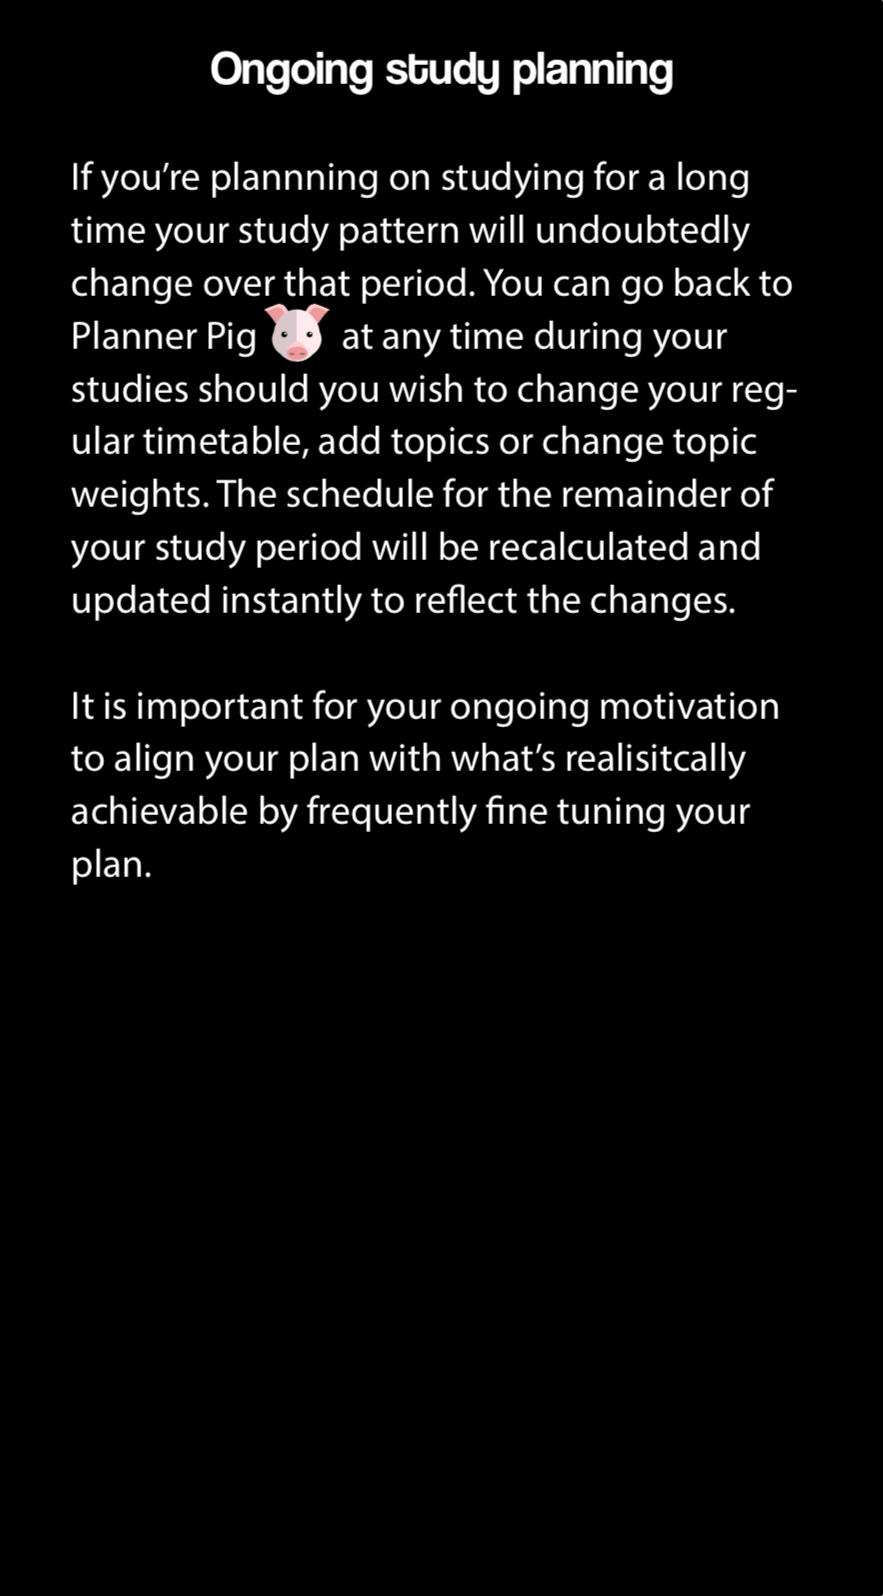 Ongoing study planning
If you’re plannning on studying for a long
time your study pattern will undoubtedly
change over that period. You can go back to
Planner Pig at any time during your
studies should you wish to change your reg-
ular timetable, add topics or change topic
weights. The schedule for the remainder of
your study period will be recalculated and
updated instantly to reflect the changes.
It is important for your ongoing motivation
to align your plan with what’s realisitcally
achievable by frequently fine tuning your
plan.